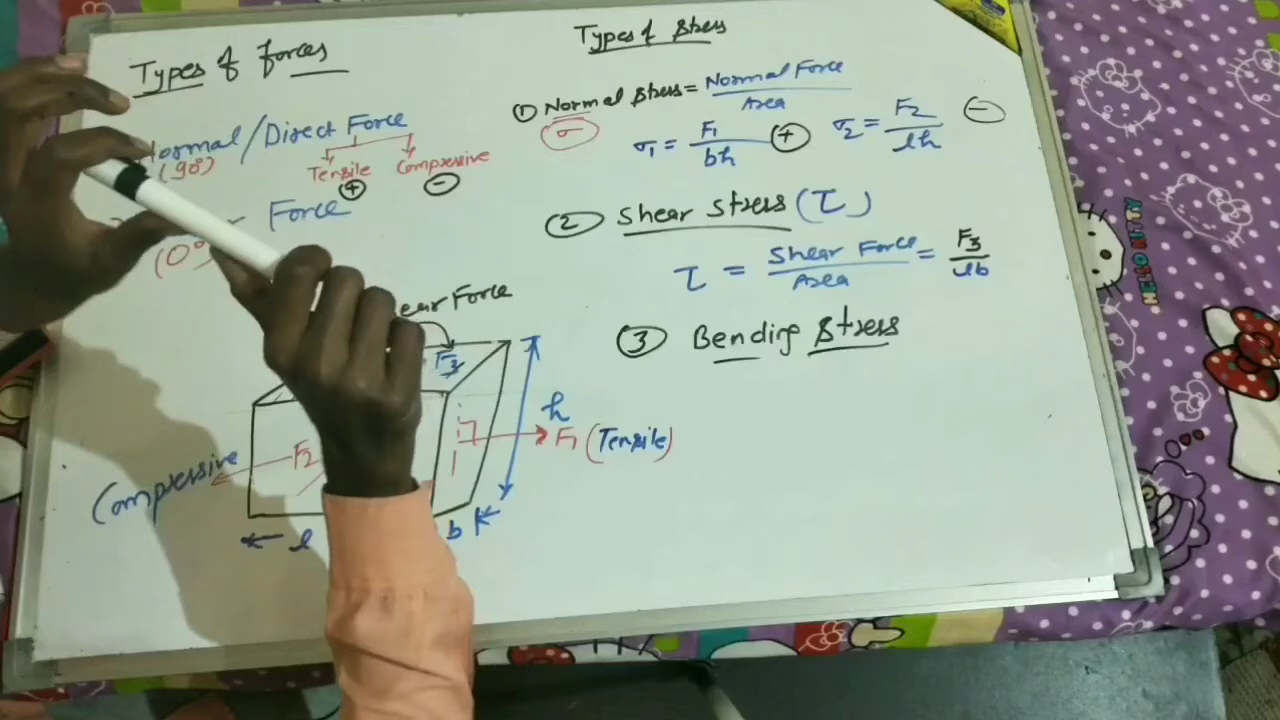 Types of forces
Normal/Direct Force
(90°)
Tensile Compressive
+ -
Force
(0°
ear Force
F3
h
F1 (Tensile)
F2
Compressive
l
b
Types of stress
① Normal stress = Normal Force / Area
σ
σ1 = F1 / bh + σ2 = F2 / lh -
② Shear stress (τ)
τ = Shear Force / Area = F3 / lb
③ Bending stress
HELLO KITTY